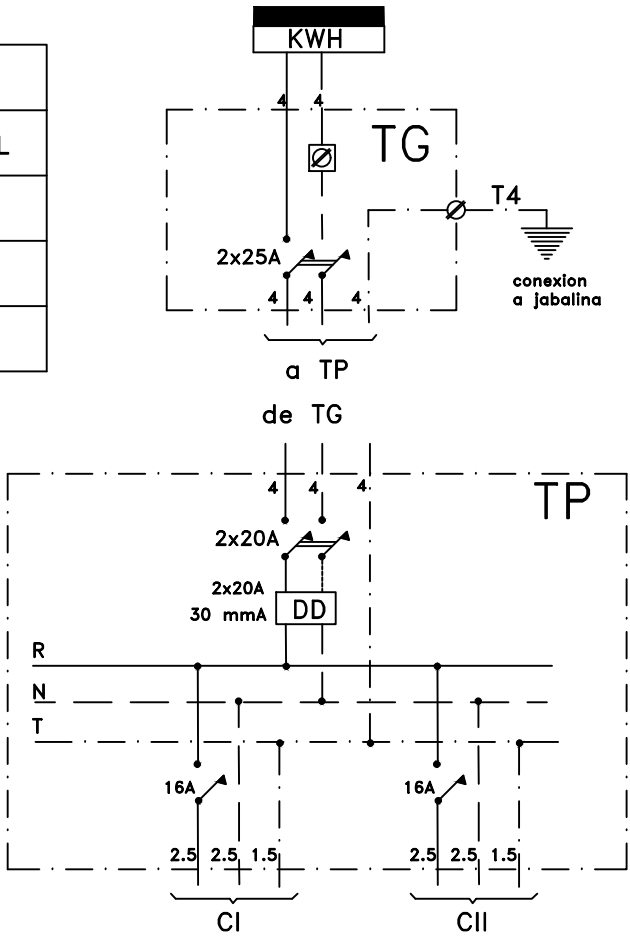 KWH
4 4
L
TG
T4
2x25A
conexion
a jabalina
4 4 4
a TP
de TG
4 4 4
TP
2x20A
2x20A
30 mmA
DD
R
N
T
16A 16A
2.5 2.5 1.5 2.5 2.5 1.5
CI CII